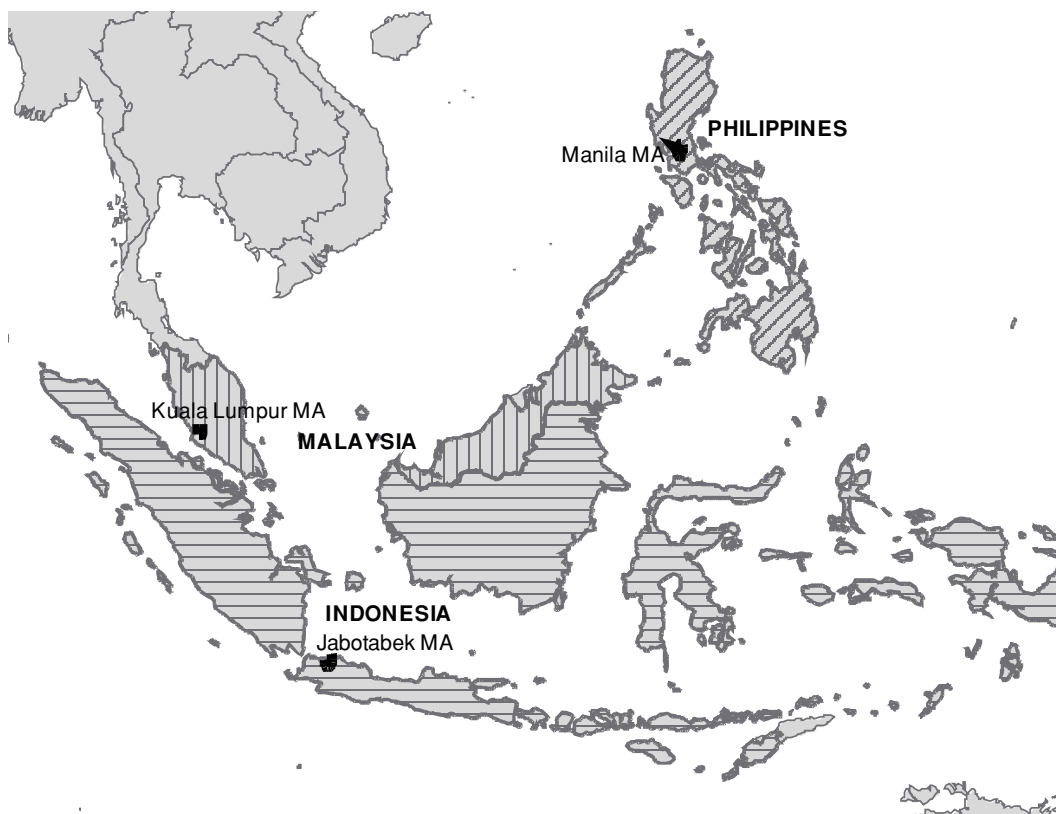 PHILIPPINES
Manila MA
Kuala Lumpur MA
MALAYSIA
INDONESIA
Jabotabek MA